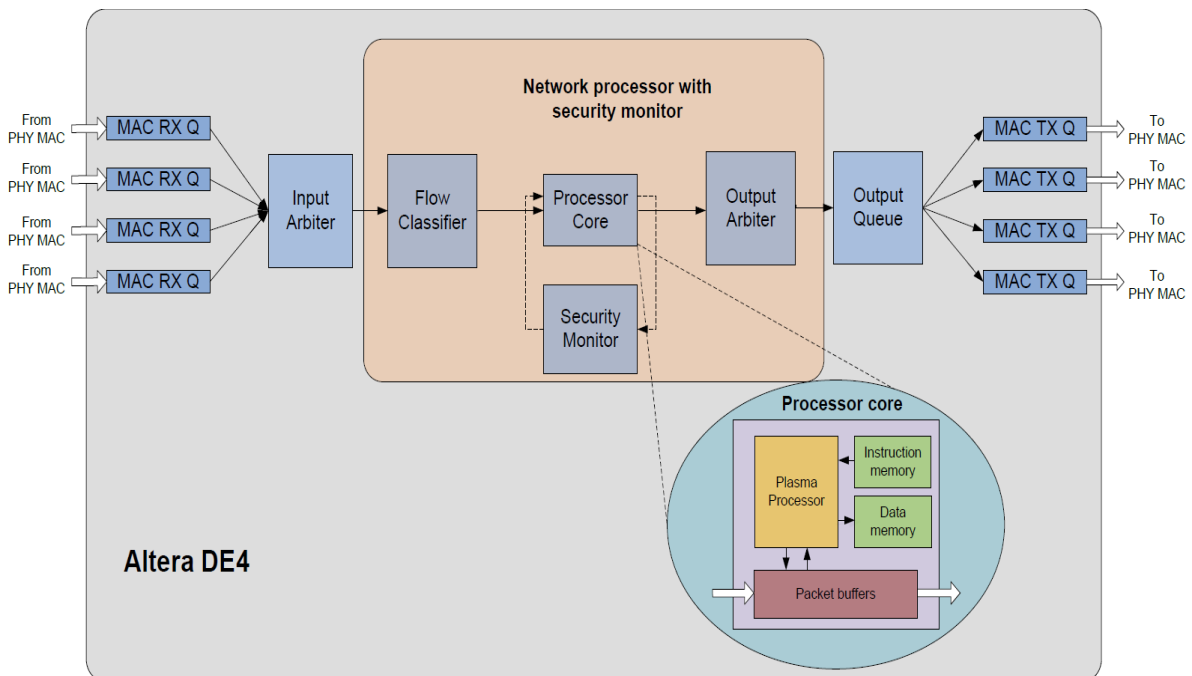 Network processor with
security monitor
From
PHY MAC
MAC RX Q
From
PHY MAC
MAC RX Q
From
PHY MAC
MAC RX Q
From
PHY MAC
MAC RX Q
Input
Arbiter
Flow
Classifier
Processor
Core
Security
Monitor
Output
Arbiter
Output
Queue
MAC TX Q
To
PHY MAC
MAC TX Q
To
PHY MAC
MAC TX Q
To
PHY MAC
MAC TX Q
To
PHY MAC
Processor core
Plasma
Processor
Instruction
memory
Data
memory
Packet buffers
Altera DE4